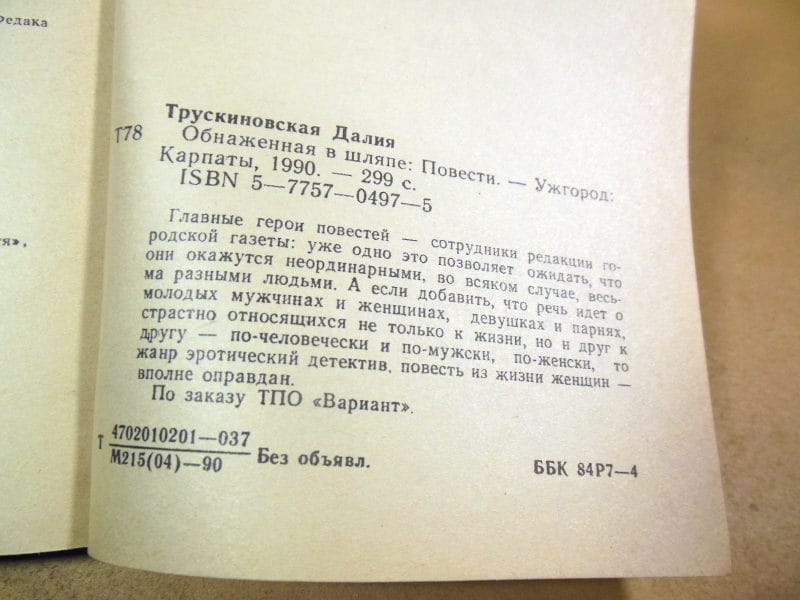 редака
ся»,
Трускиновская Далия
Т78
Обнаженная в шляпе: Повести. — Ужгород:
Карпаты, 1990. — 299 с.
ISBN 5—7757—0497—5
Главные герои повестей — сотрудники редакции го-
родской газеты: уже одно это позволяет ожидать, что
они окажутся неординарными, во всяком случае, весь-
ма разными людьми. А если добавить, что речь идет о
молодых мужчинах и женщинах, девушках и парнях,
страстно относящихся не только к жизни, но и друг к
другу — по-человечески и по-мужски, по-женски, то
жанр эротический детектив, повесть из жизни женщин —
вполне оправдан.
По заказу ТПО «Вариант».
Т 4702010201—037
М215(04)—90
Без объявл.
ББК 84Р7—4